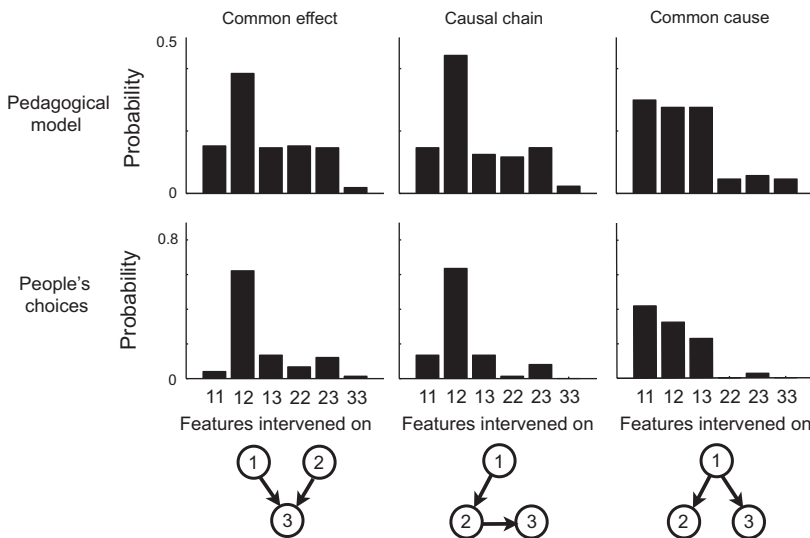 Common effect
Causal chain
Common cause
Pedagogical
model
Probability
0.5
0
People's
choices
Probability
0.8
0
11 12 13 22 23 33
11 12 13 22 23 33
11 12 13 22 23 33
Features intervened on
Features intervened on
Features intervened on
1 2
3
1
2 3
1
2 3